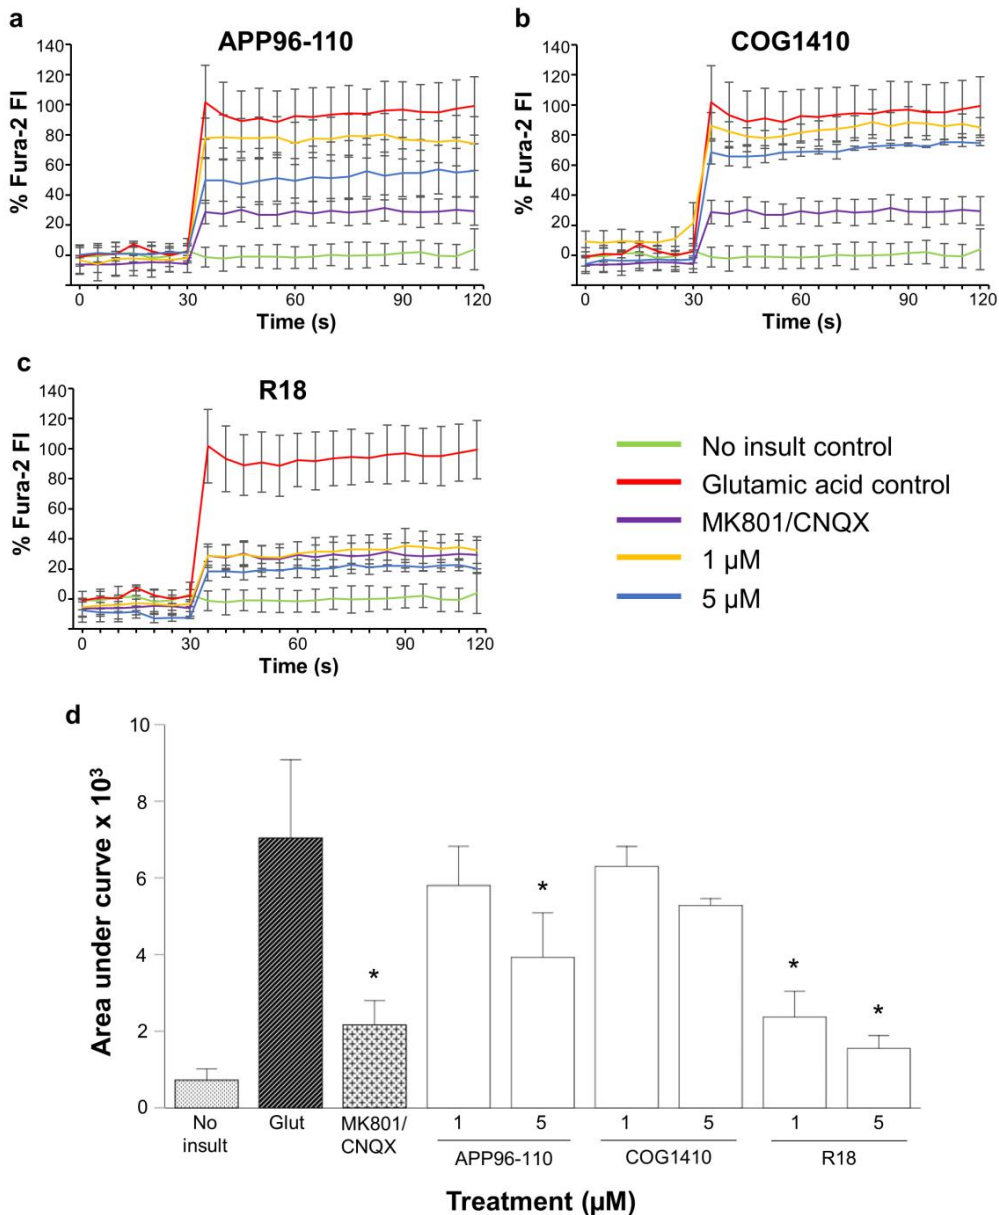 a
APP96-110
% Fura-2 FI
140
120
100
80
60
40
20
0
0 30 60 90 120
Time (s)
b
COG1410
% Fura-2 FI
140
120
100
80
60
40
20
0
0 30 60 90 120
Time (s)
c
R18
% Fura-2 FI
140
120
100
80
60
40
20
0
0 30 60 90 120
Time (s)
No insult control
Glutamic acid control
MK801/CNQX
1 µM
5 µM
d
Area under curve x 10³
10
8
6
4
2
0
* * * *
No insult
Glut
MK801/
CNQX
1 5 1 5 1 5
APP96-110 COG1410 R18
Treatment (µM)